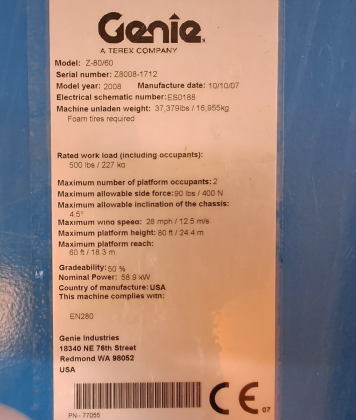 Genie.
A TEREX COMPANY
Model: Z-80/60
Serial number: Z8008-1712
Model year: 2008 Manufacture date: 10/10/07
Electrical schematic number: ES0188
Machine unladen weight: 37,379lbs / 16,955kg
Foam tires required
Rated work load (including occupants):
500 lbs / 227 kg
Maximum number of platform occupants: 2
Maximum allowable side force: 90 lbs / 400 N
Maximum allowable inclination of the chassis:
4.5°
Maximum wind speed: 28 mph / 12.5 m/s
Maximum platform height: 80 ft / 24.4 m
Maximum platform reach:
60 ft / 18.3 m
Gradeability: 50 %
Nominal Power: 58.9 kW
Country of manufacture: USA
This machine complies with:
EN280
Genie Industries
18340 NE 76th Street
Redmond WA 98052
USA
CE 07
PN - 77055